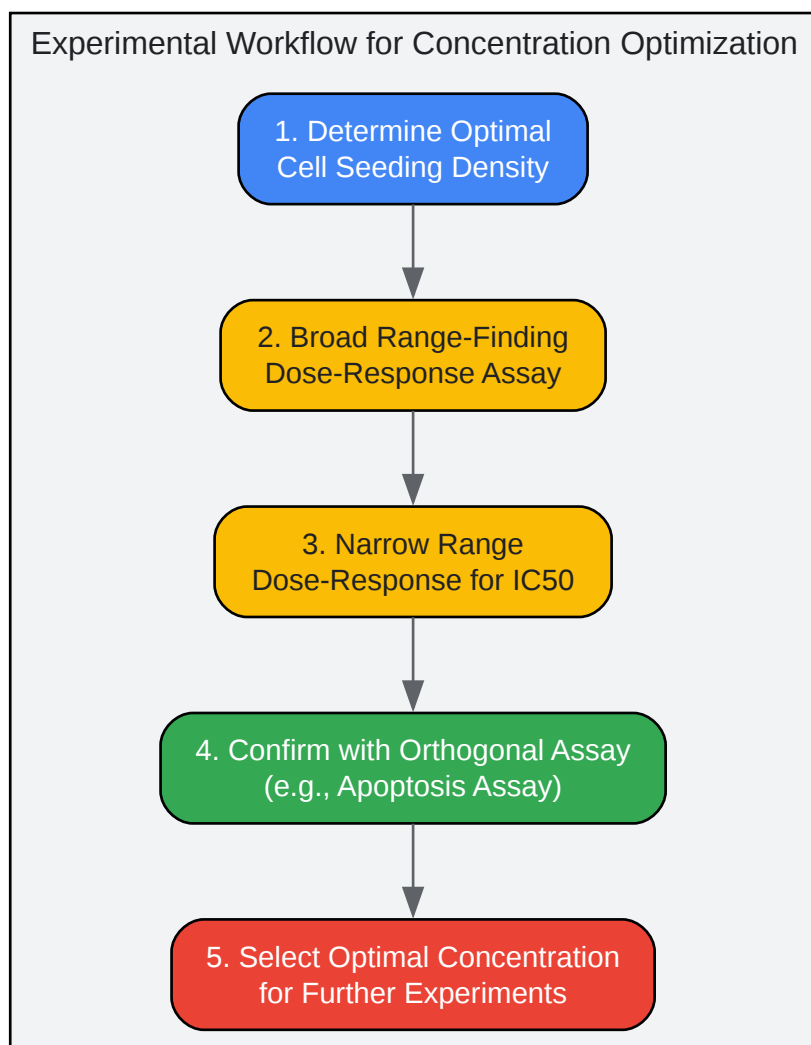 Experimental Workflow for Concentration Optimization
1. Determine Optimal
Cell Seeding Density
2. Broad Range-Finding
Dose-Response Assay
3. Narrow Range
Dose-Response for IC50
4. Confirm with Orthogonal Assay
(e.g., Apoptosis Assay)
5. Select Optimal Concentration
for Further Experiments